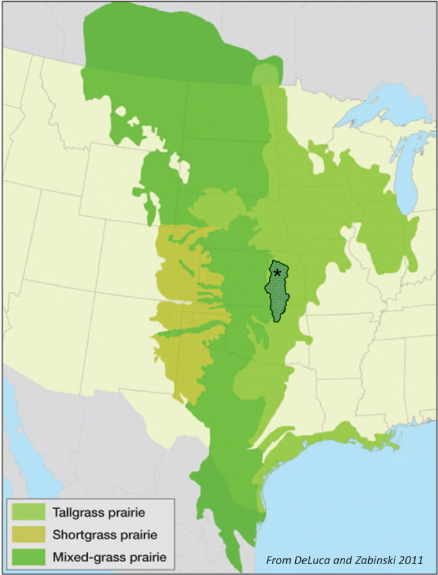 Tallgrass prairie
Shortgrass prairie
Mixed-grass prairie
From DeLuca and Zabinski 2011